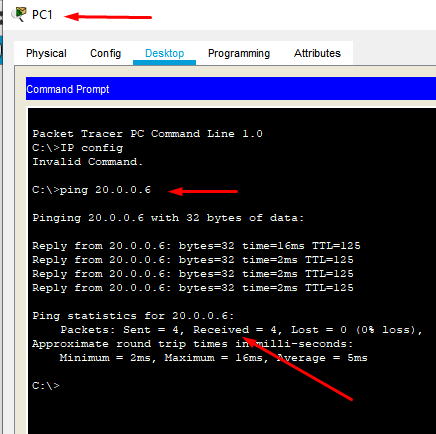 PC1
Physical Config Desktop Programming Attributes
Command Prompt
Packet Tracer PC Command Line 1.0
C:\>IP config
Invalid Command.
C:\>ping 20.0.0.6
Pinging 20.0.0.6 with 32 bytes of data:
Reply from 20.0.0.6: bytes=32 time=16ms TTL=125
Reply from 20.0.0.6: bytes=32 time=2ms TTL=125
Reply from 20.0.0.6: bytes=32 time=2ms TTL=125
Reply from 20.0.0.6: bytes=32 time=2ms TTL=125
Ping statistics for 20.0.0.6:
Packets: Sent = 4, Received = 4, Lost = 0 (0% loss),
Approximate round trip times in milli-seconds:
Minimum = 2ms, Maximum = 16ms, Average = 5ms
C:\>